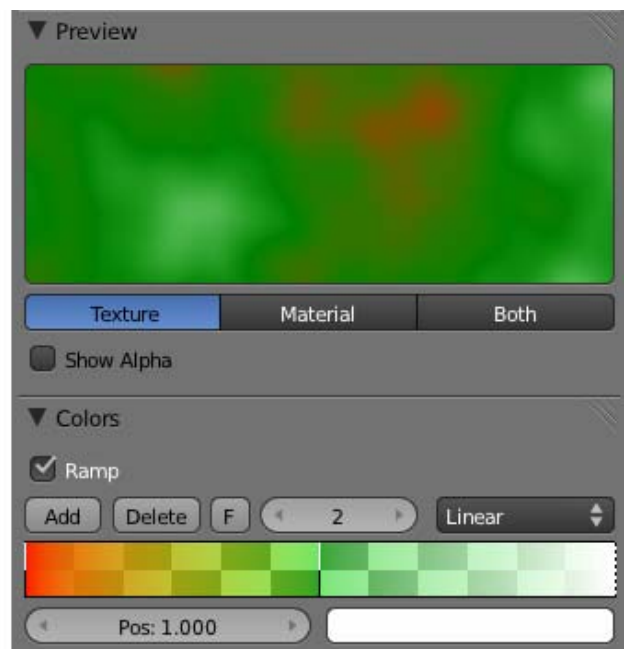 Preview
Texture Material Both
Show Alpha
Colors
Ramp
Add Delete F 2 Linear
Pos: 1.000